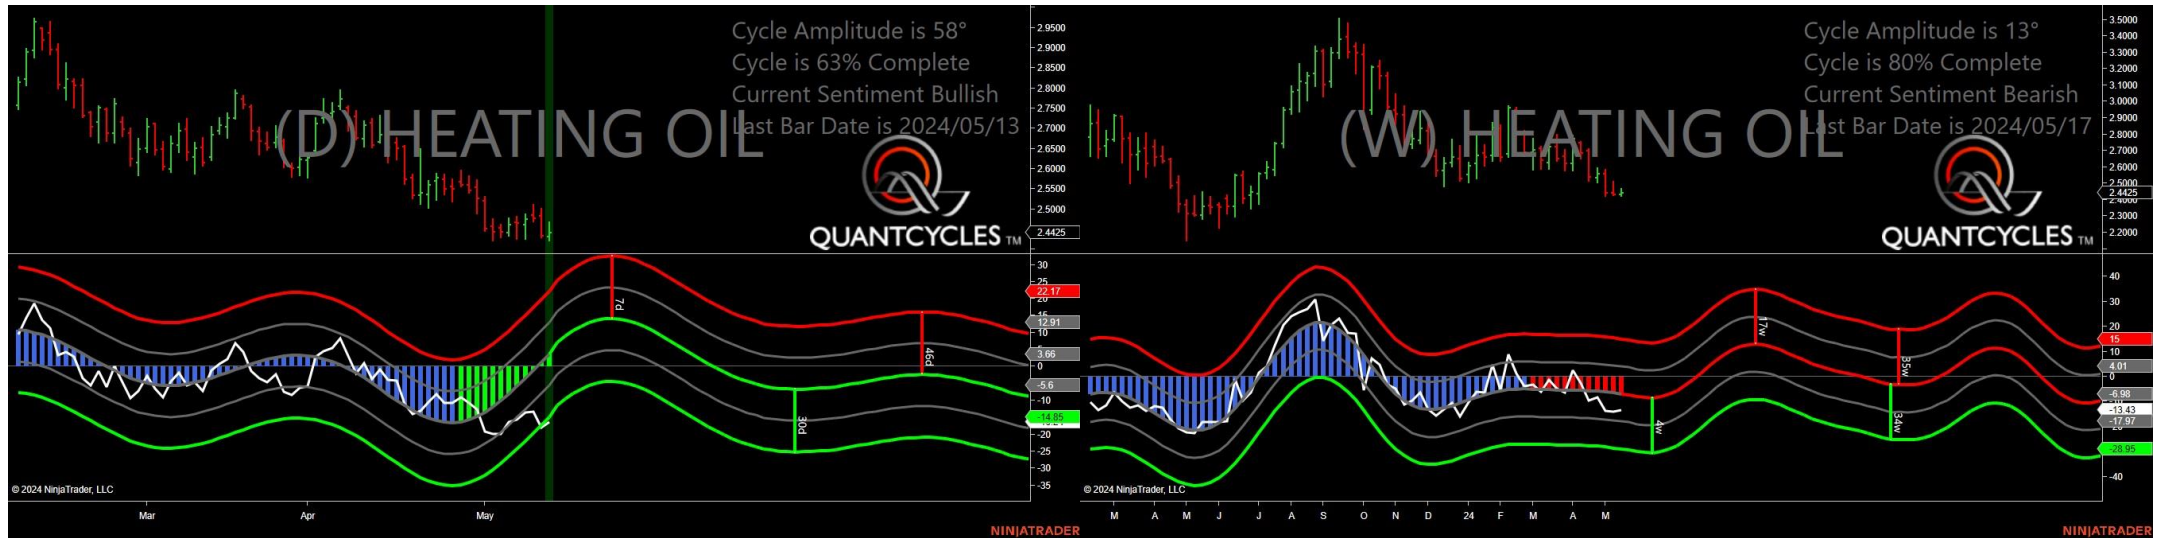 Cycle Amplitude is 58°
Cycle is 63% Complete
Current Sentiment Bullish
Last Bar Date is 2024/05/13
(D) HEATING OIL
QUANTCYCLES TM
2.9500
2.9000
2.8500
2.8000
2.7500
2.7000
2.6500
2.6000
2.5500
2.5000
2.4425
30
25
22.17
20
15
12.91
10
5
3.66
0
-5.6
-10
-14.85
-20
-25
-30
-35
7d
30d
46d
© 2024 NinjaTrader, LLC
Mar Apr May
NINJATRADER
Cycle Amplitude is 13°
Cycle is 80% Complete
Current Sentiment Bearish
Last Bar Date is 2024/05/17
(W) HEATING OIL
QUANTCYCLES TM
3.5000
3.4000
3.3000
3.2000
3.1000
3.0000
2.9000
2.8000
2.7000
2.6000
2.5000
2.4425
2.4000
2.3000
2.2000
40
30
20
15
10
4.01
0
-6.98
-13.43
-17.97
-28.95
-40
4w
17w
34w
35w
© 2024 NinjaTrader, LLC
M A M J J A S O N D 24 F M A M
NINJATRADER